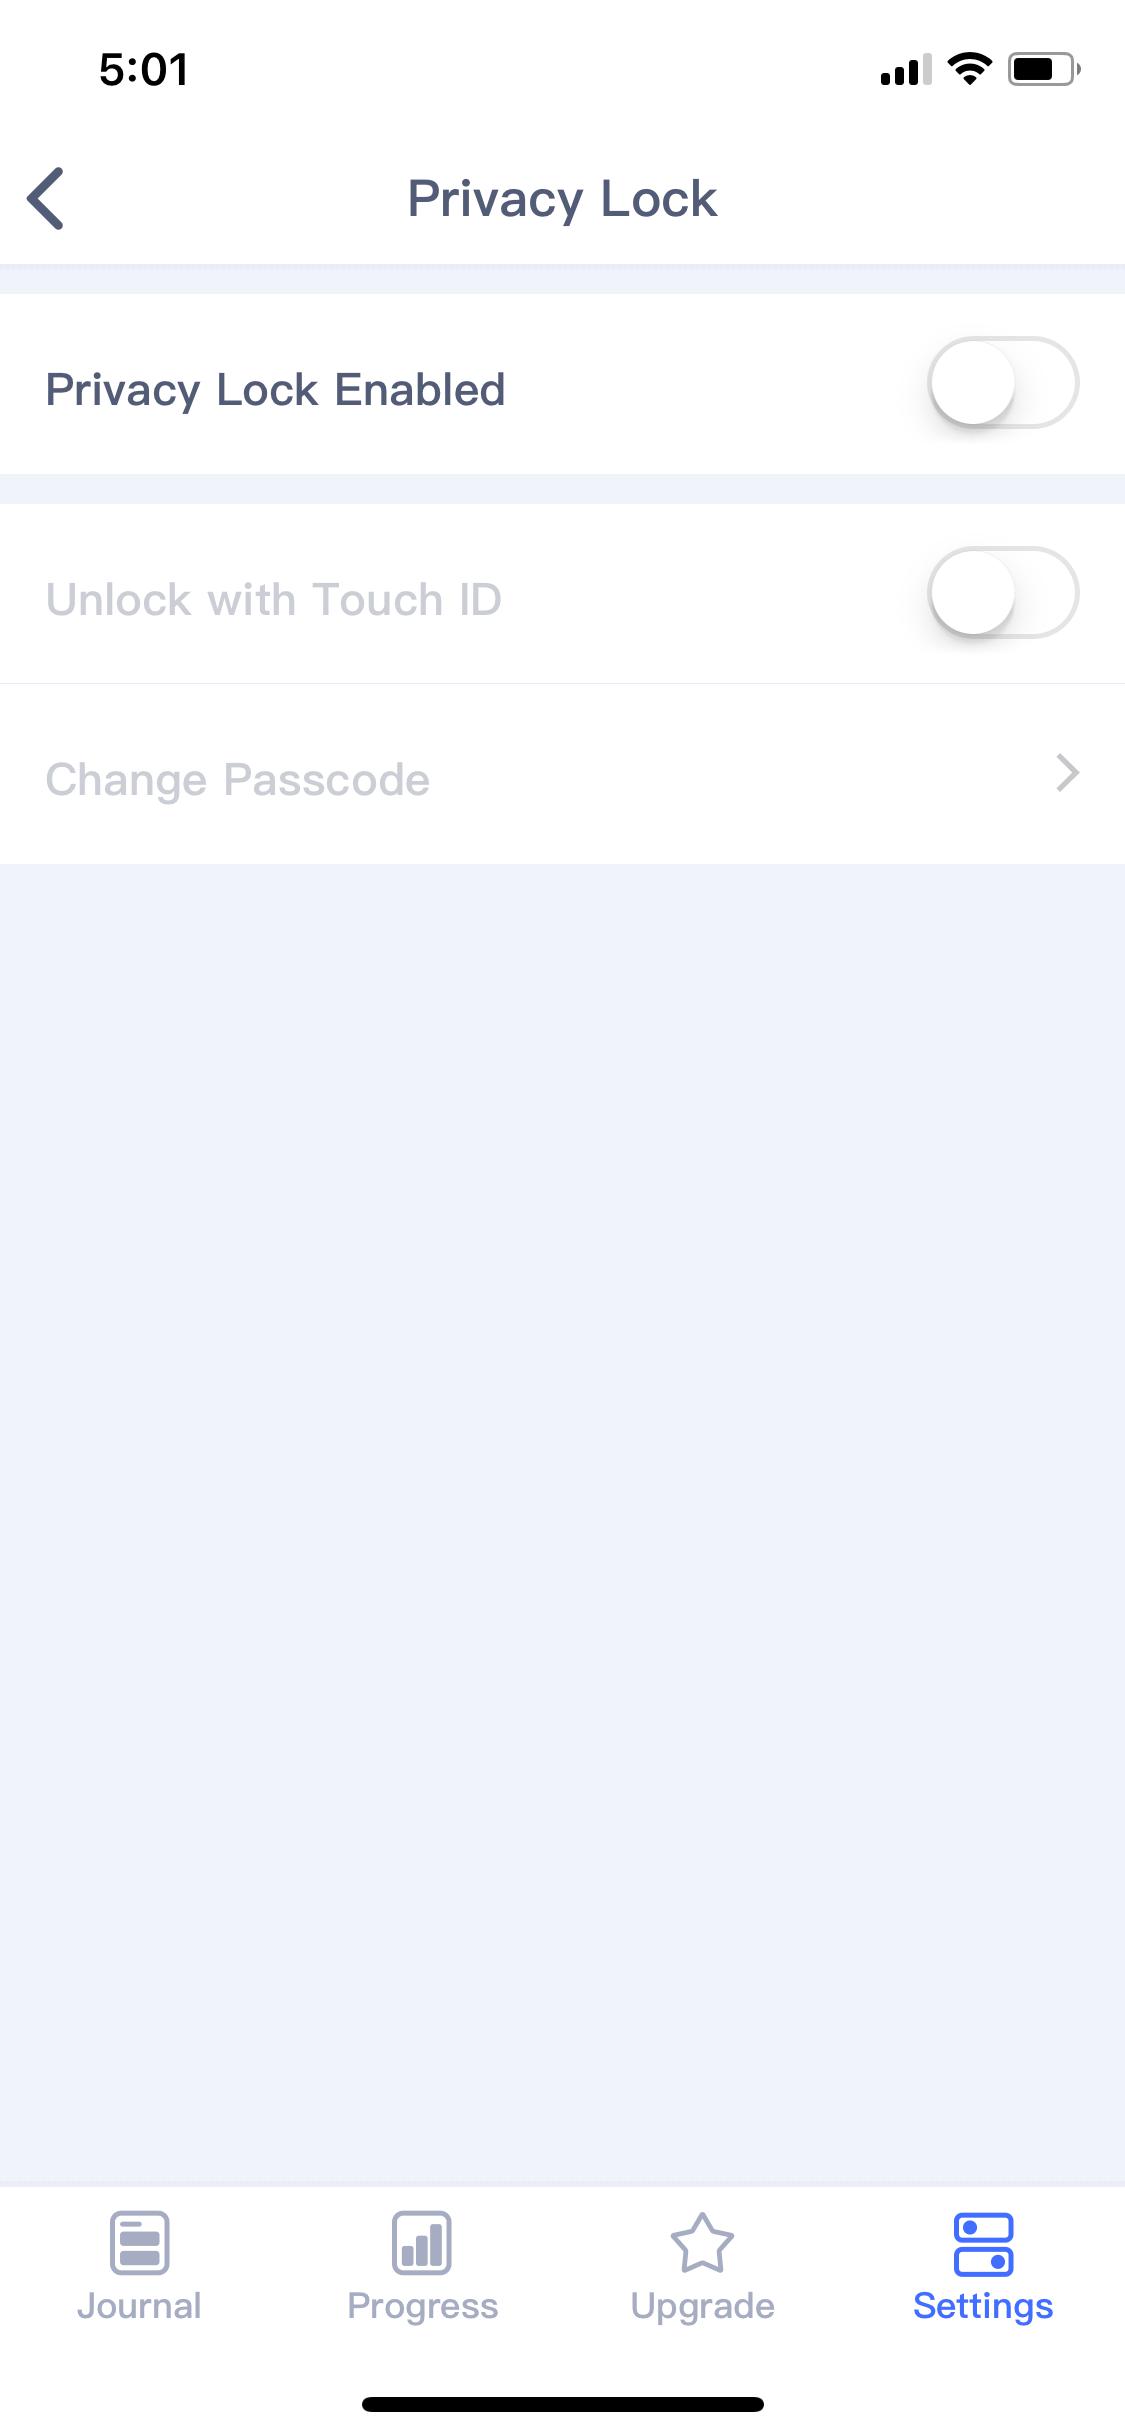 5:01
Privacy Lock
Privacy Lock Enabled
Unlock with Touch ID
Change Passcode
Journal
Progress
Upgrade
Settings